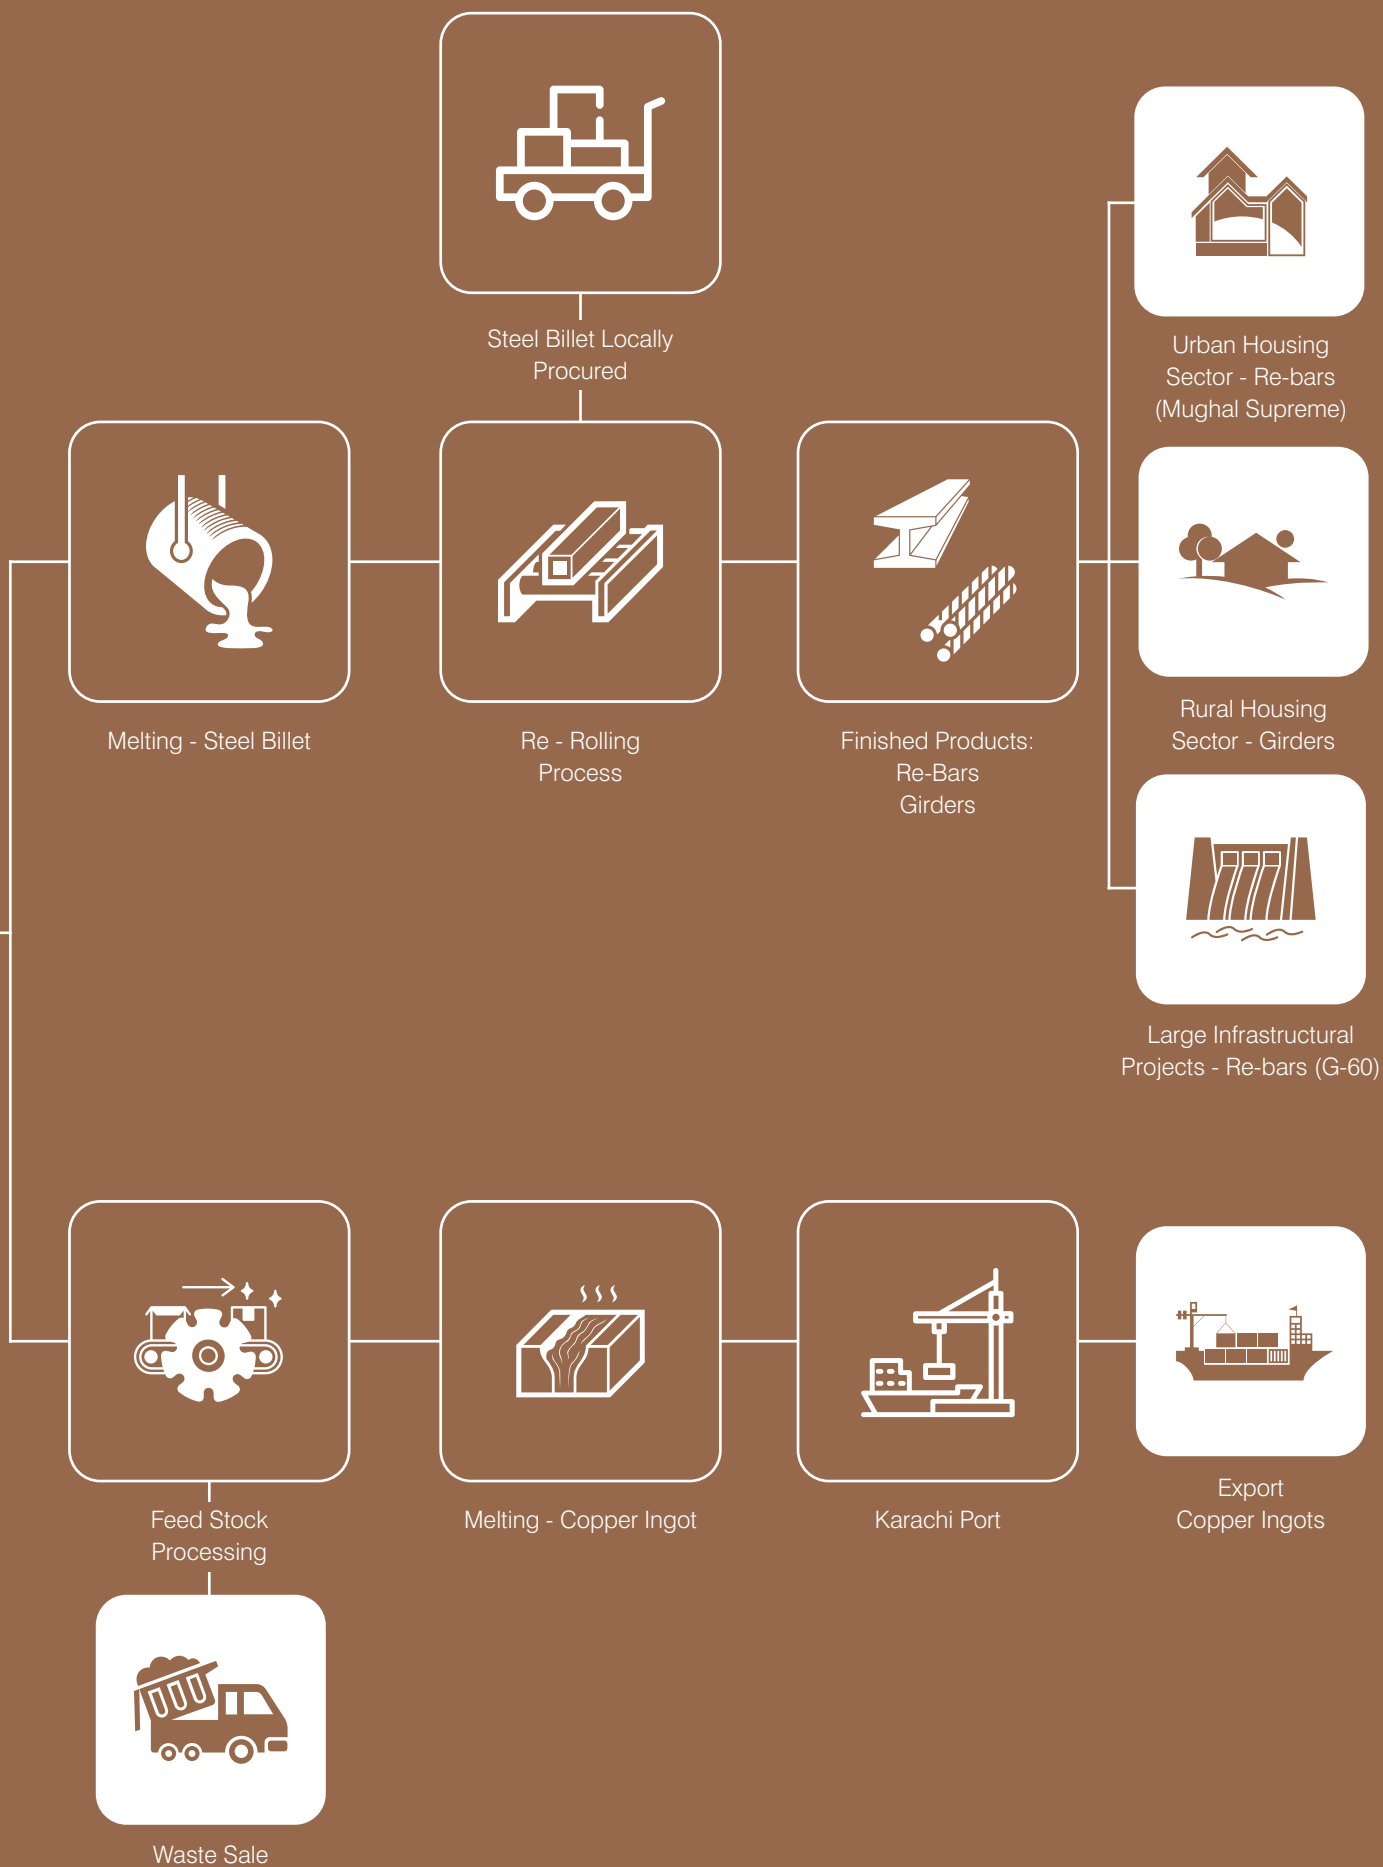 Steel Billet Locally
Procured
Urban Housing
Sector - Re-bars
(Mughal Supreme)
Melting - Steel Billet
Re - Rolling
Process
Finished Products:
Re-Bars
Girders
Rural Housing
Sector - Girders
Large Infrastructural
Projects - Re-bars (G-60)
Feed Stock
Processing
Melting - Copper Ingot
Karachi Port
Export
Copper Ingots
Waste Sale